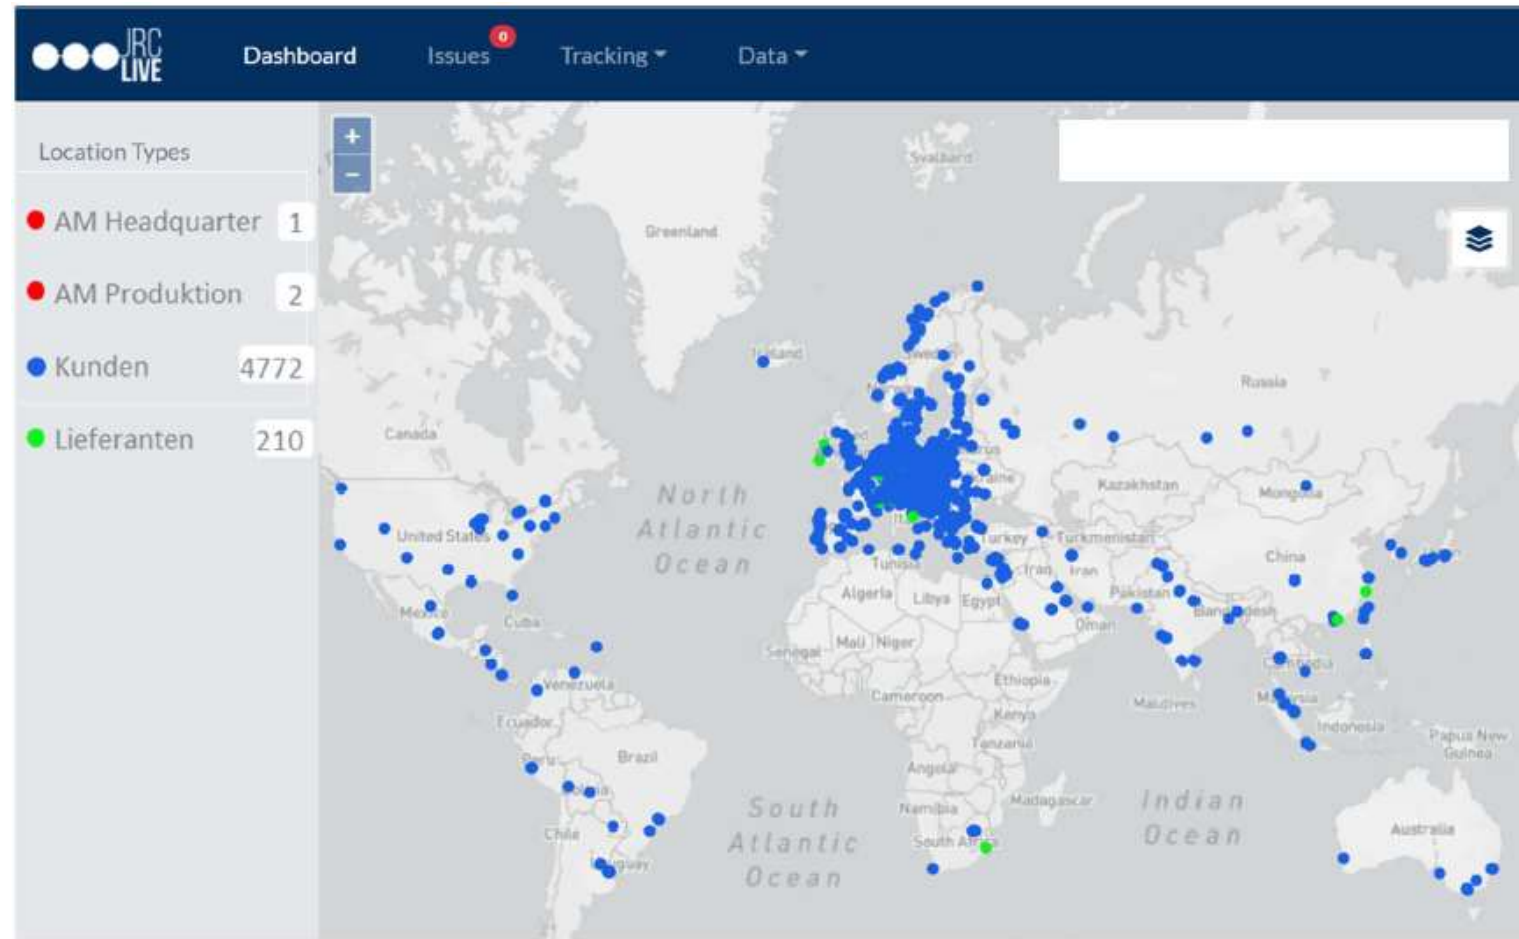 JRC
LIVE
Dashboard
Issues
0
Tracking
Data
Location Types
AM Headquarter 1
AM Produktion 2
Kunden 4772
Lieferanten 210
+
−
Svalbard
Greenland
Russia
Canada
Kazakhstan
North
Atlantic
Ocean
United States
Turkey
Turkmenistan
China
Tunisia
Iraq
Iran
Algeria
Libya
Egypt
Pakistan
Mexico
Cuba
Oman
Mali
Niger
Senegal
Venezuela
Ethiopia
Cameroon
Maldives
Kenya
Ecuador
Indonesia
Papua New
Guinea
Tanzania
Brazil
Angola
Madagascar
Namibia
South
Atlantic
Ocean
Indian
Ocean
Chile
Australia